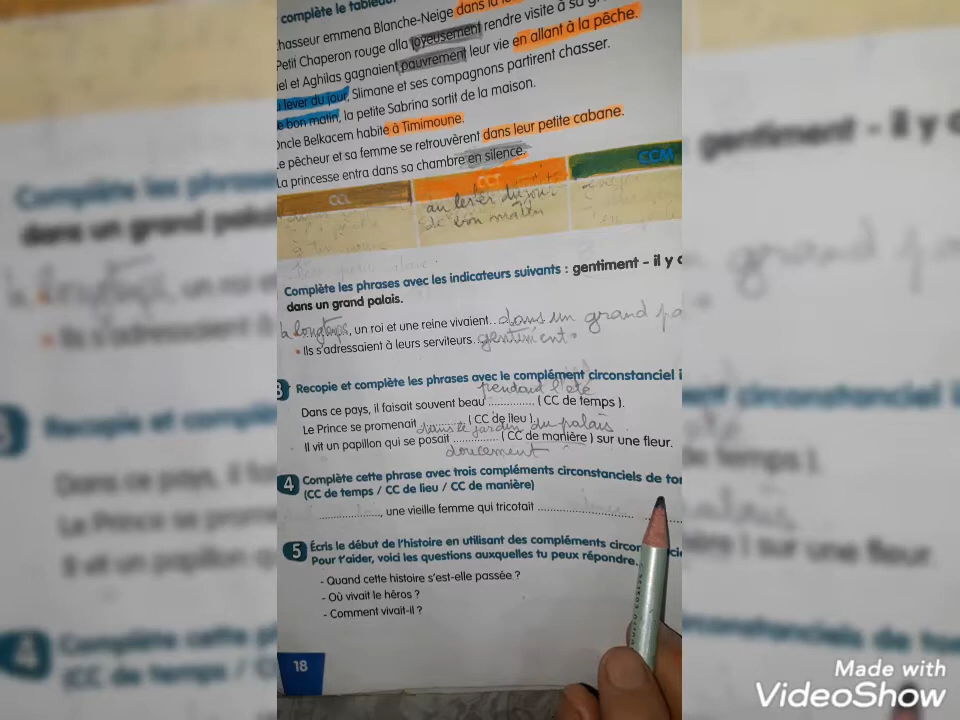 complète le tableau.
chasseur emmena Blanche-Neige dans la
Petit Chaperon rouge alla joyeusement rendre visite à sa
et Aghilas gagnaient pauvrement leur vie en allant à la pêche.
lever du jour, Slimane et ses compagnons partirent chasser.
e bon matin, la petite Sabrina sortit de la maison.
Oncle Belkacem habite à Timimoune.
e pêcheur et sa femme se retrouvèrent dans leur petite cabane.
La princesse entra dans sa chambre en silence.
CCL CCT CCM
au lever du jour
de bon matin
Complète les phrases avec les indicateurs suivants : gentiment - il y
dans un grand palais.
longtemps, un roi et une reine vivaient.. dans un grand pa
• Ils s'adressaient à leurs serviteurs. gentiment.
3 Recopie et complète les phrases avec le complément circonstanciel i
pendant l'été
Dans ce pays, il faisait souvent beau ............... ( CC de temps ).
Le Prince se promenait ............... ( CC de lieu ).
dans le jardin du palais
Il vit un papillon qui se posait ............... ( CC de manière ) sur une fleur.
doucement
4 Complète cette phrase avec trois compléments circonstanciels de ton
(CC de temps / CC de lieu / CC de manière)
...................., une vieille femme qui tricotait ..............................
5 Écris le début de l'histoire en utilisant des compléments circon
Pour t'aider, voici les questions auxquelles tu peux répondre.
- Quand cette histoire s'est-elle passée ?
- Où vivait le héros ?
- Comment vivait-il ?
18
Made with
VideoShow